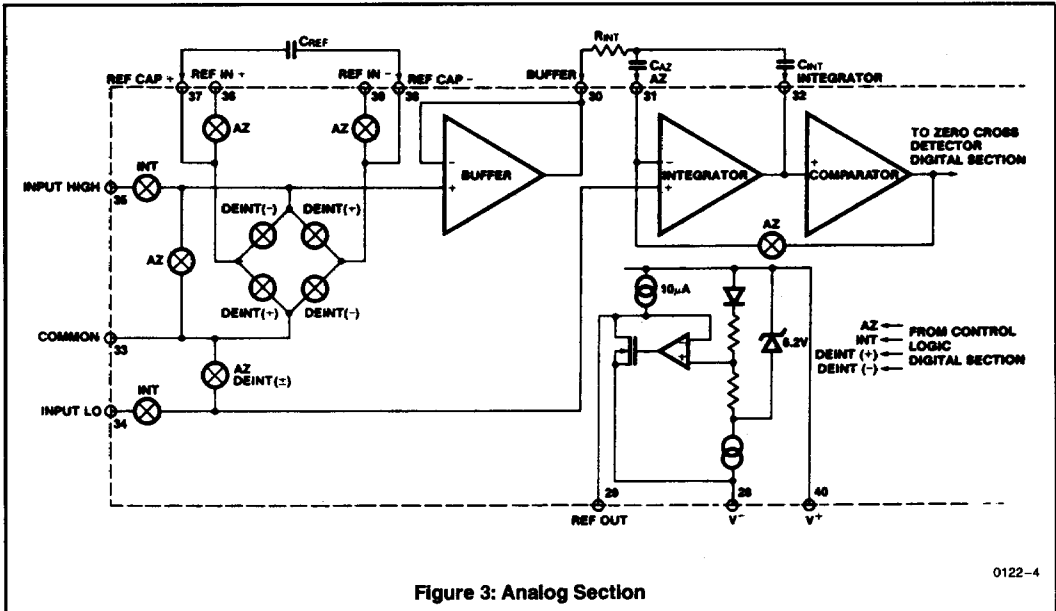 CREF
RINT
CAZ
CINT
REF CAP +
REF IN +
REF IN -
REF CAP -
BUFFER
AZ
INTEGRATOR
37
36
39
38
30
31
32
AZ
AZ
INT
INPUT HIGH
35
-
+
BUFFER
-
+
INTEGRATOR
+
COMPARATOR
TO ZERO CROSS
DETECTOR
DIGITAL SECTION
DEINT(-)
DEINT(+)
AZ
AZ
DEINT(+)
DEINT(-)
10μA
6.2V
COMMON
33
AZ
DEINT(±)
INT
INPUT LO
34
AZ
INT
DEINT (+)
DEINT (-)
FROM CONTROL
LOGIC
DIGITAL SECTION
-
+
29
28
40
REF OUT
V-
V+
0122-4
Figure 3: Analog Section